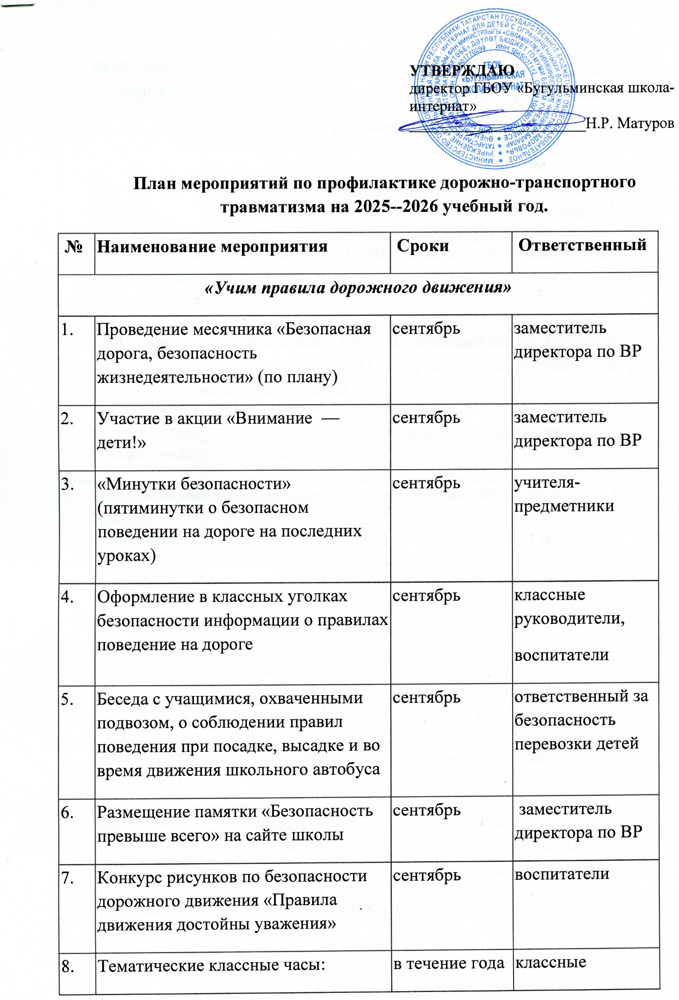 УТВЕРЖДАЮ
директор ГБОУ «Бугульминская школа-
интернат»
Н.Р. Матуров
ГБОУ
«БУГУЛЬМИНСКАЯ
ШКОЛА-ИНТЕРНАТ»
План мероприятий по профилактике дорожно-транспортного
травматизма на 2025--2026 учебный год.
№ Наименование мероприятия Сроки Ответственный
«Учим правила дорожного движения»
1. Проведение месячника «Безопасная сентябрь заместитель
дорога, безопасность директора по ВР
жизнедеятельности» (по плану)
2. Участие в акции «Внимание — сентябрь заместитель
дети!» директора по ВР
3. «Минутки безопасности» сентябрь учителя-
(пятиминутки о безопасном предметники
поведении на дороге на последних
уроках)
4. Оформление в классных уголках сентябрь классные
безопасности информации о правилах руководители,
поведение на дороге воспитатели
5. Беседа с учащимися, охваченными сентябрь ответственный за
подвозом, о соблюдении правил безопасность
поведения при посадке, высадке и во перевозки детей
время движения школьного автобуса
6. Размещение памятки «Безопасность сентябрь заместитель
превыше всего» на сайте школы директора по ВР
7. Конкурс рисунков по безопасности сентябрь воспитатели
дорожного движения «Правила
движения достойны уважения»
8. Тематические классные часы: в течение года классные